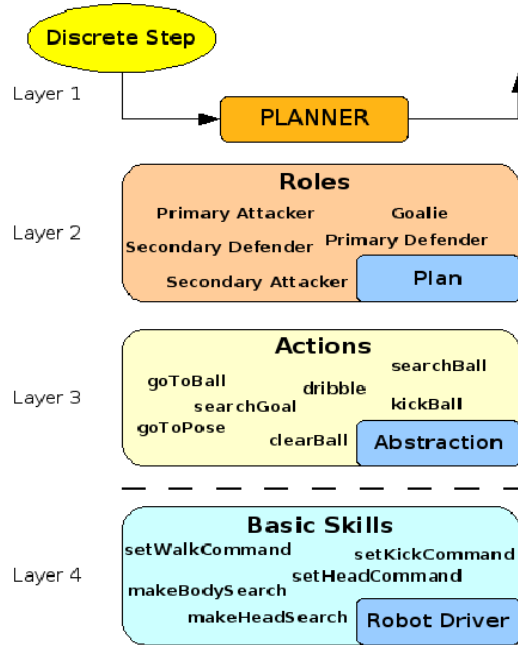 Discrete Step
Layer 1
PLANNER
Roles
Primary Attacker
Goalie
Layer 2
Secondary Defender
Primary Defender
Secondary Attacker
Plan
Actions
searchBall
goToBall
dribble
Layer 3
searchGoal
kickBall
goToPose
clearBall
Abstraction
Basic Skills
setWalkCommand
setKickCommand
Layer 4
setHeadCommand
makeBodySearch
makeHeadSearch
Robot Driver